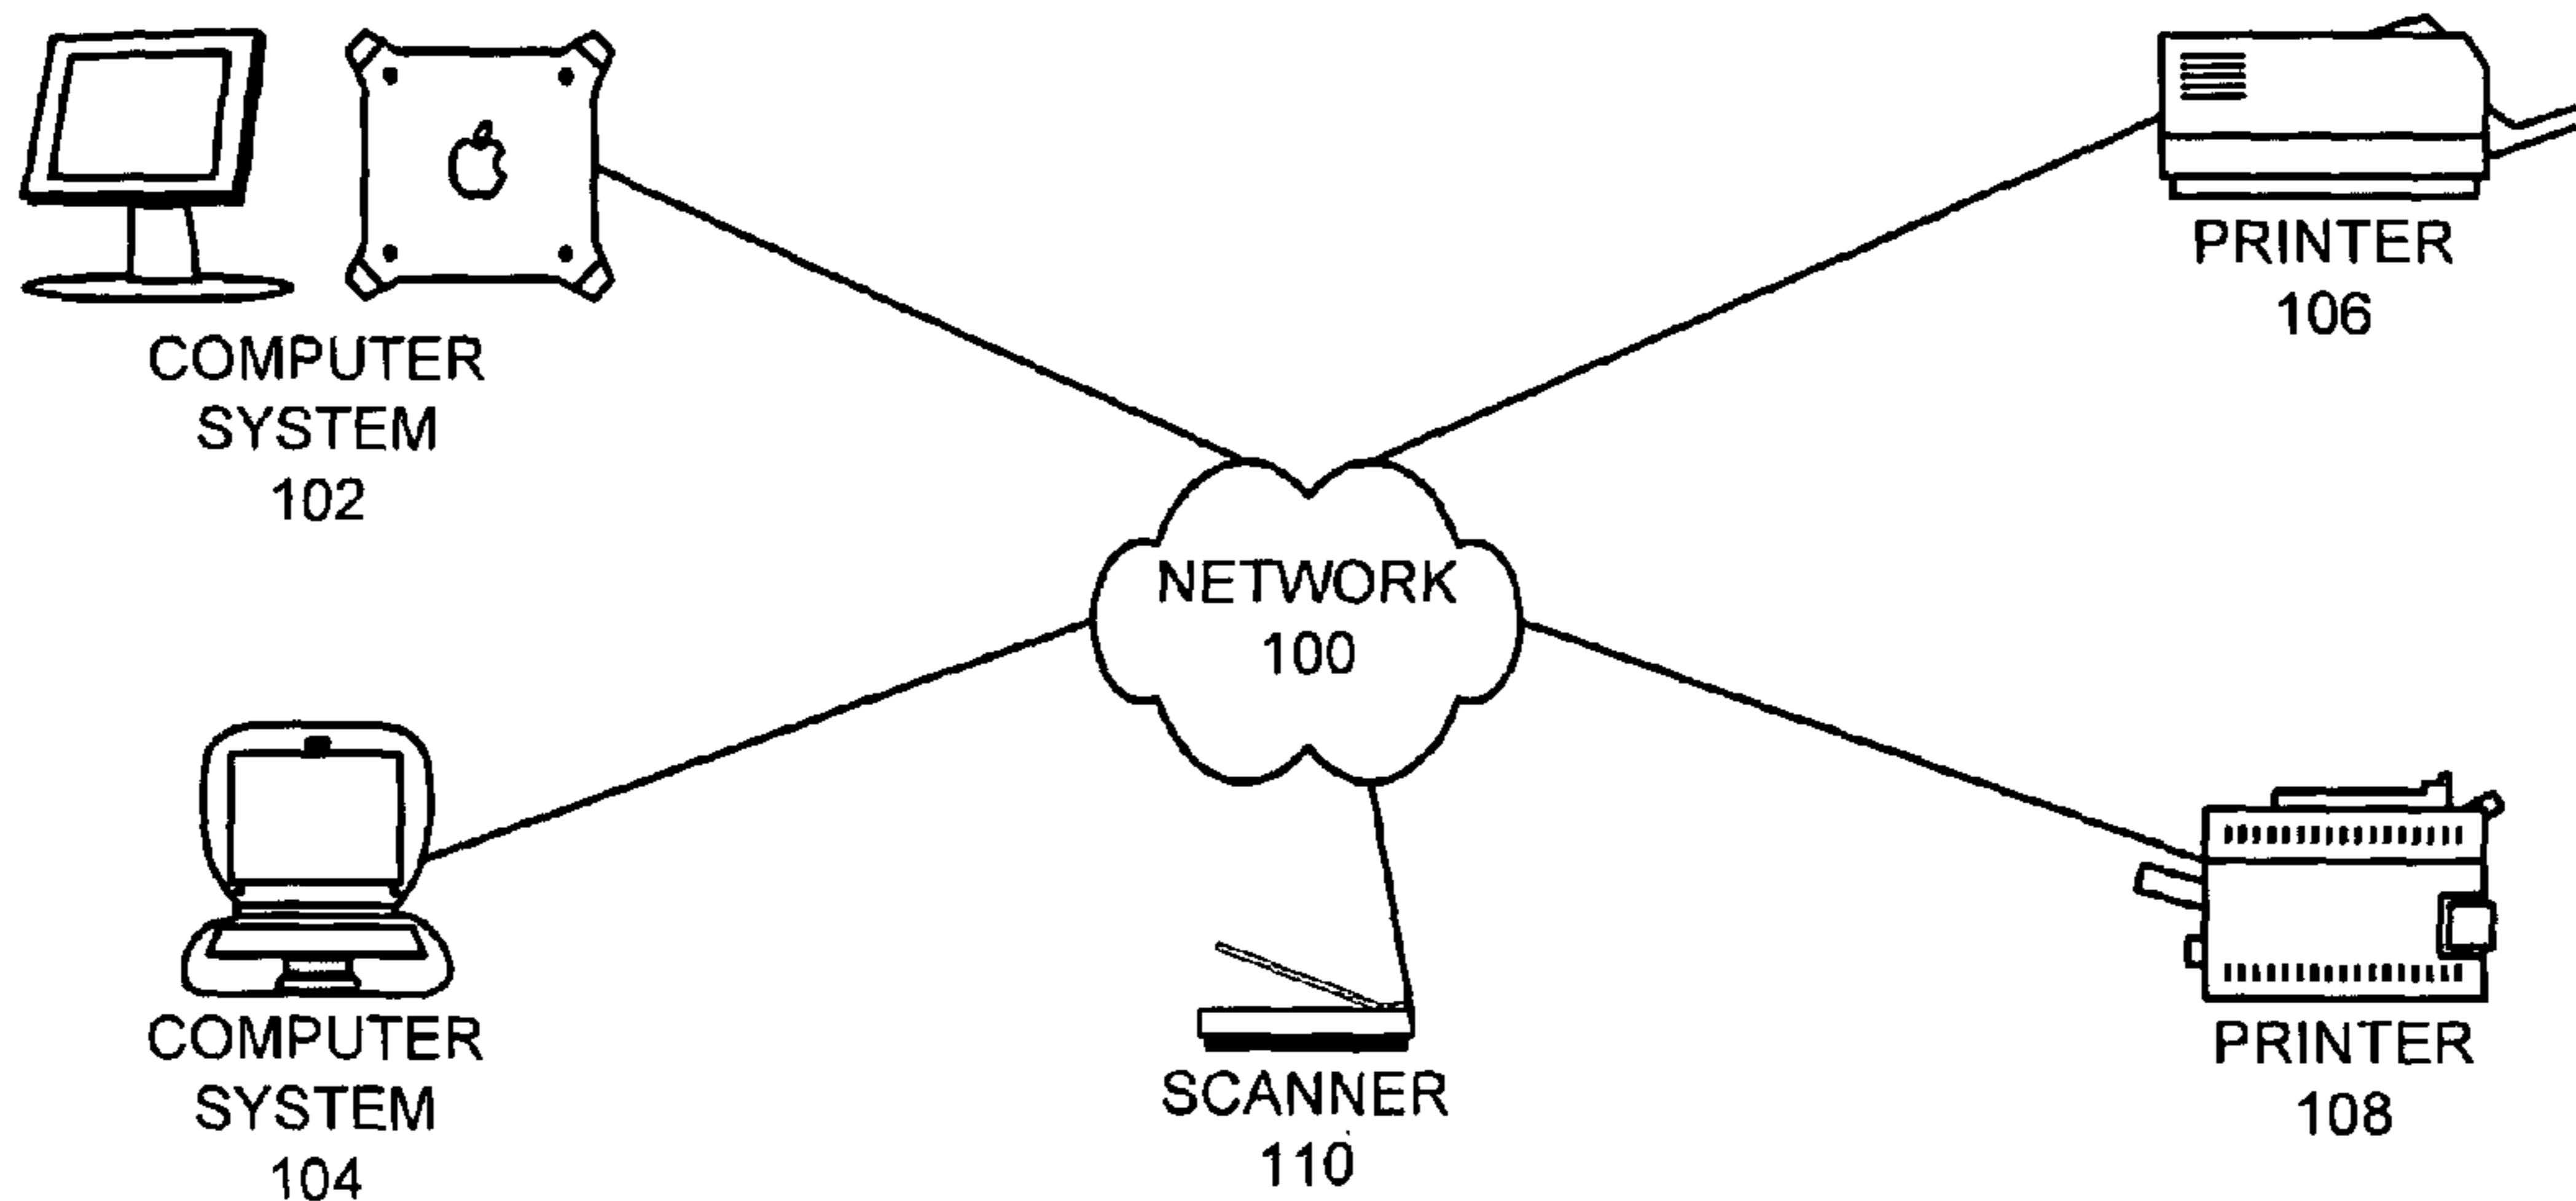 COMPUTER
SYSTEM
102
PRINTER
106
NETWORK
100
COMPUTER
SYSTEM
104
SCANNER
110
PRINTER
108